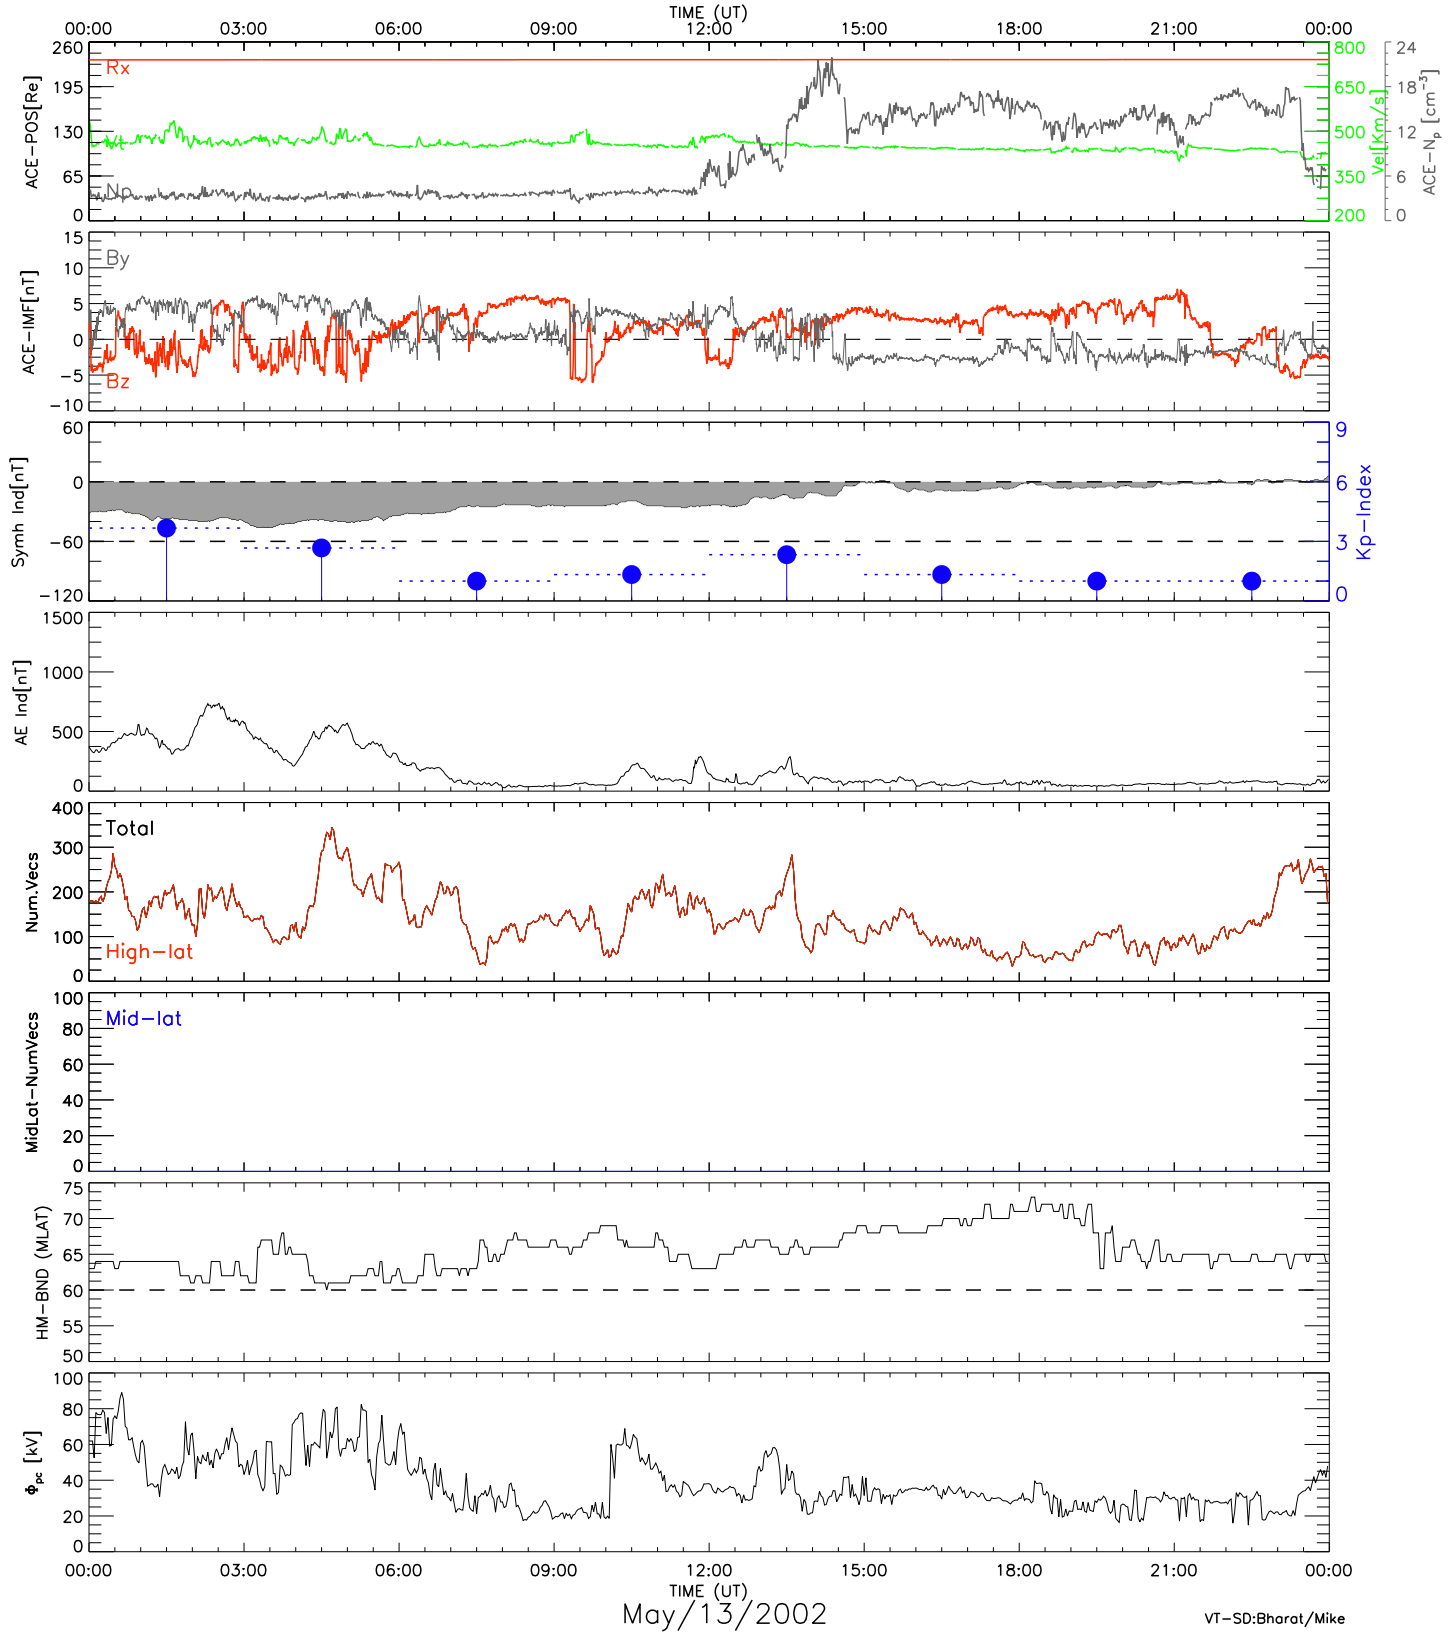 TIME (UT)
00:00 03:00 06:00 09:00 12:00 15:00 18:00 21:00 00:00
ACE-POS[Re]
260
195
130
65
0
Rx
Vt
Np
800
650
500
350
200
Vel[Km/s]
24
18
12
6
0
ACE-Np [cm-3]
ACE-IMF[nT]
15
10
5
0
-5
-10
By
Bz
Symh Ind[nT]
60
0
-60
-120
9
6
3
0
Kp-Index
AE Ind[nT]
1500
1000
500
0
Num.Vecs
400
300
200
100
0
Total
High-lat
MidLat-NumVecs
100
80
60
40
20
0
Mid-lat
HM-BND (MLAT)
75
70
65
60
55
50
Φpc [kV]
100
80
60
40
20
0
00:00 03:00 06:00 09:00 12:00 15:00 18:00 21:00 00:00
TIME (UT)
May/13/2002
VT-SD:Bharat/Mike